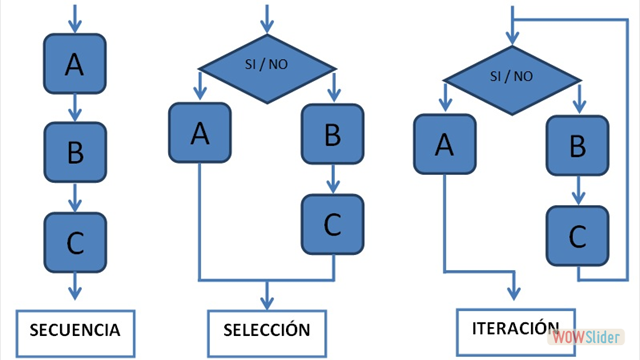 A
B
C
SECUENCIA
SI / NO
A
B
C
SELECCIÓN
SI / NO
A
B
C
ITERACIÓN
WOWSlider